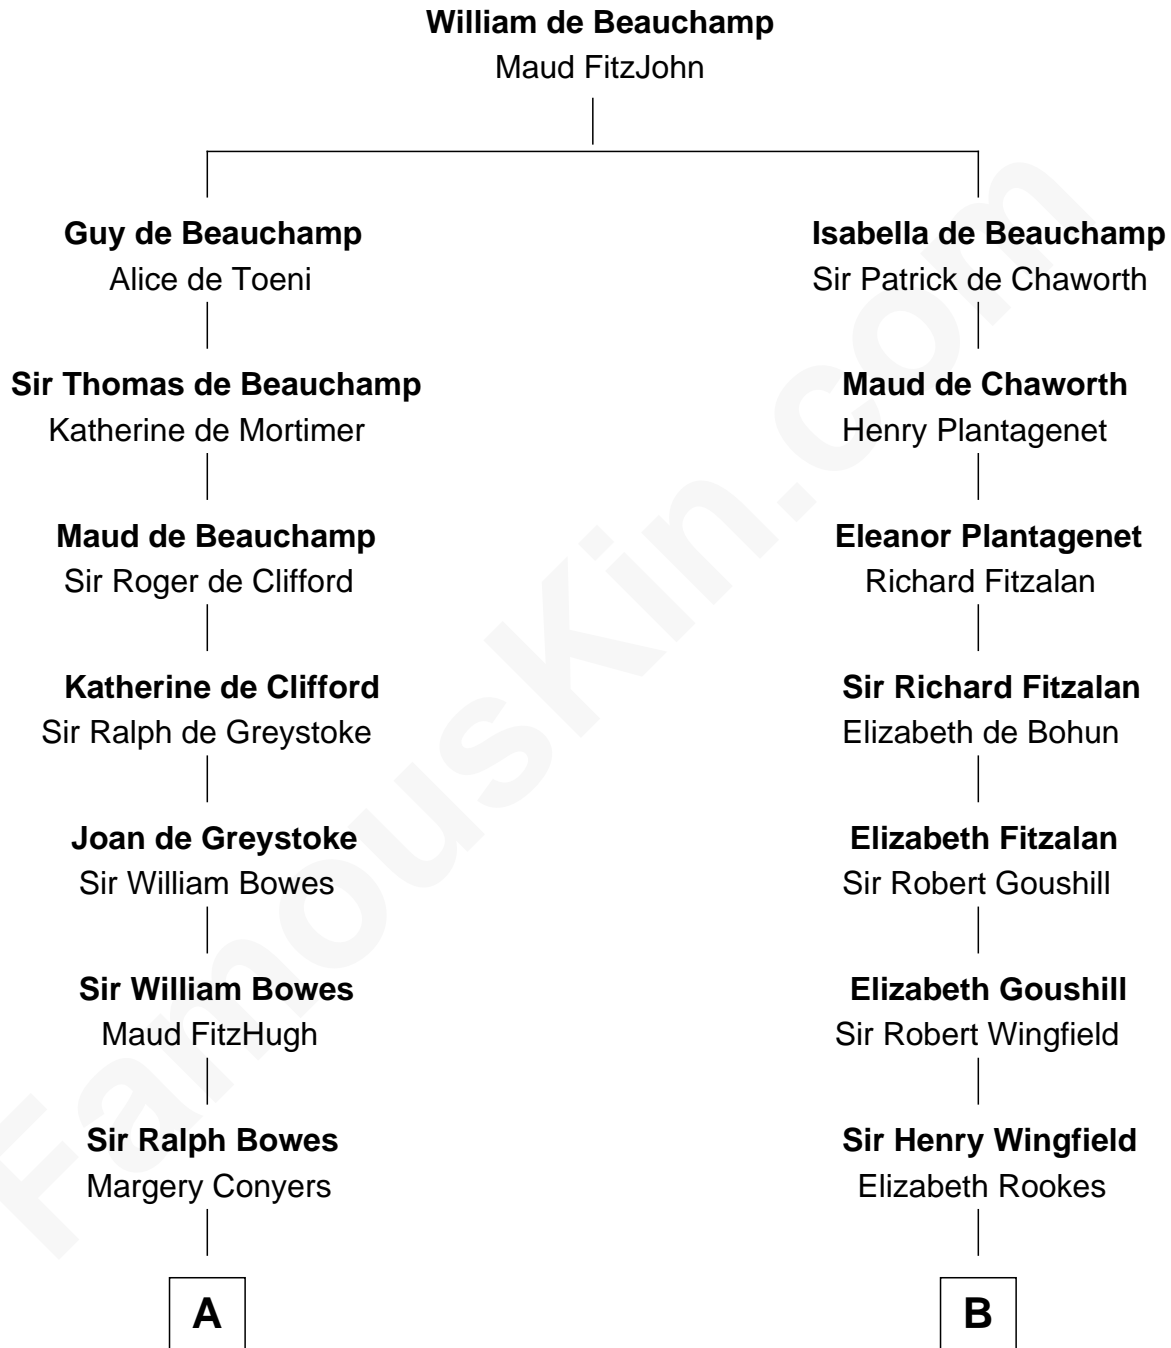 William de Beauchamp
Maud FitzJohn
Guy de Beauchamp
Alice de Toeni
Isabella de Beauchamp
Sir Patrick de Chaworth
Sir Thomas de Beauchamp
Katherine de Mortimer
Maud de Chaworth
Henry Plantagenet
Maud de Beauchamp
Sir Roger de Clifford
Eleanor Plantagenet
Richard Fitzalan
Katherine de Clifford
Sir Ralph de Greystoke
Sir Richard Fitzalan
Elizabeth de Bohun
Joan de Greystoke
Sir William Bowes
Elizabeth Fitzalan
Sir Robert Goushill
Sir William Bowes
Maud FitzHugh
Elizabeth Goushill
Sir Robert Wingfield
Sir Ralph Bowes
Margery Conyers
Sir Henry Wingfield
Elizabeth Rookes
A
B
FamousKin.com